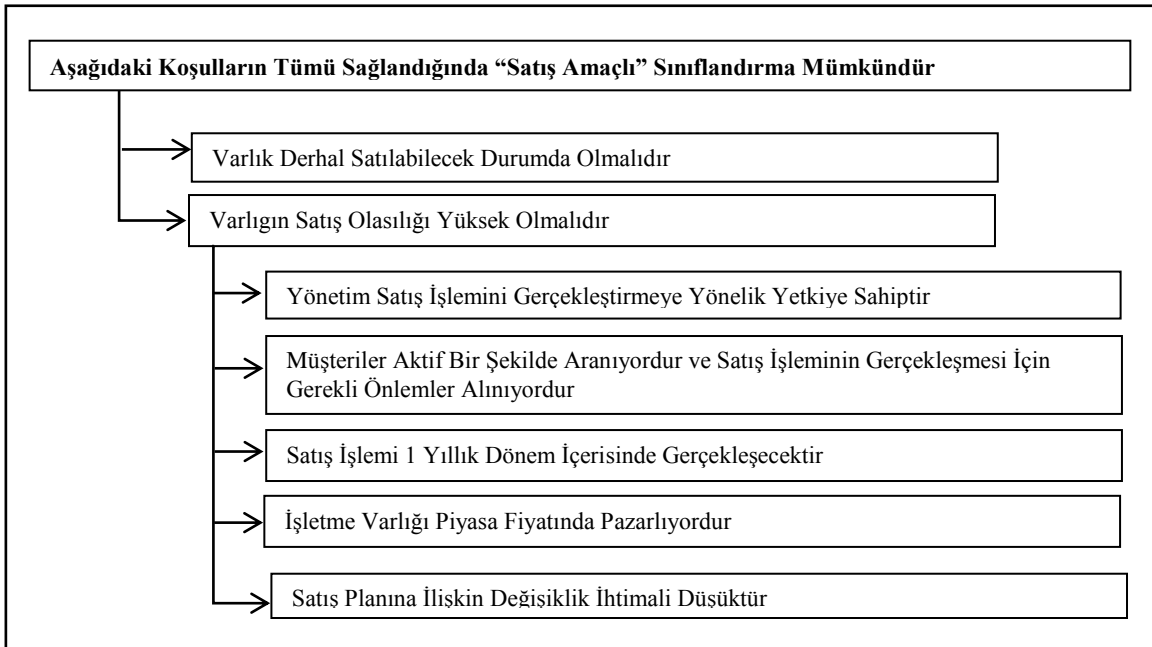 Aşağıdaki Koşulların Tümü Sağlandığında “Satış Amaçlı” Sınıflandırma Mümkündür
Varlık Derhal Satılabilecek Durumda Olmalıdır
Varlıgın Satış Olasılığı Yüksek Olmalıdır
Yönetim Satış İşlemini Gerçekleştirmeye Yönelik Yetkiye Sahiptir
Müşteriler Aktif Bir Şekilde Aranıyordur ve Satış İşleminin Gerçekleşmesi İçin
Gerekli Önlemler Alınıyordur
Satış İşlemi 1 Yıllık Dönem İçerisinde Gerçekleşecektir
İşletme Varlığı Piyasa Fiyatında Pazarlıyordur
Satış Planına İlişkin Değişiklik İhtimali Düşüktür